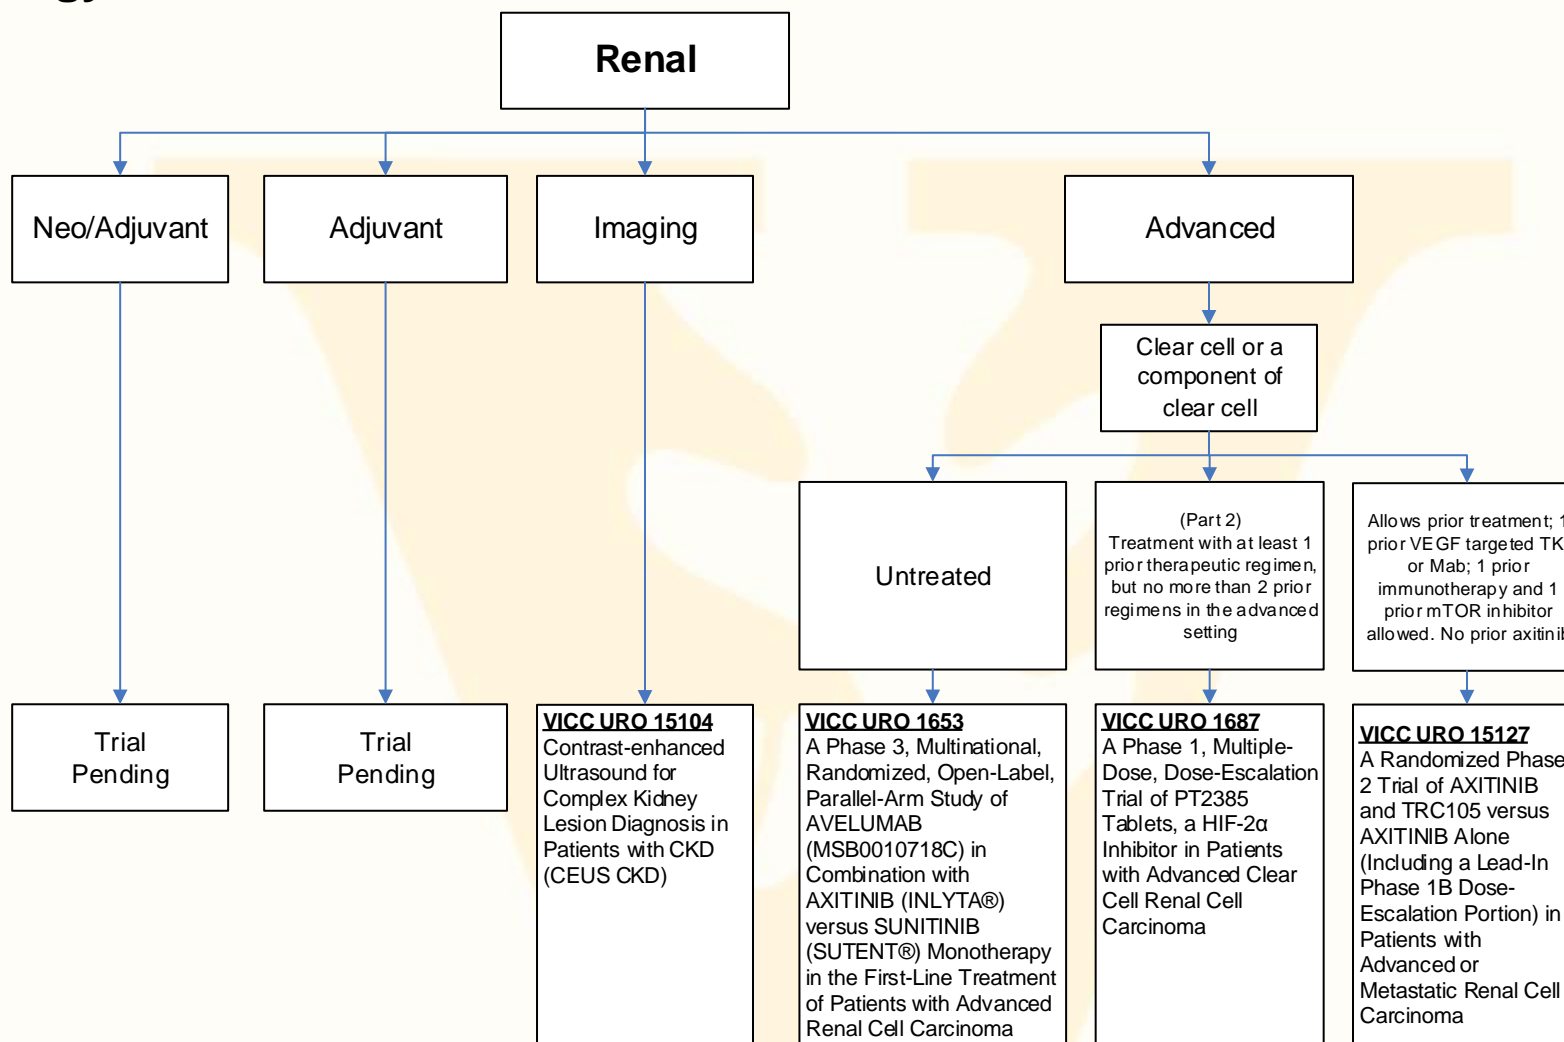 Renal
Neo/Adjuvant
Adjuvant
Imaging
Advanced
Clear cell or a
component of
clear cell
Untreated
(Part 2)
Treatment with at least 1
prior therapeutic regimen,
but no more than 2 prior
regimens in the advanced
setting
Allows prior treatment;
prior VEGF targeted
or Mab; 1 prior
immunotherapy and 1
prior mTOR inhibitor
allowed. No prior
Trial
Pending
Trial
Pending
VICC URO 15104
Contrast-enhanced
Ultrasound for
Complex Kidney
Lesion Diagnosis in
Patients with CKD
(CEUS CKD)
VICC URO 1653
A Phase 3, Multinational,
Randomized, Open-Label,
Parallel-Arm Study of
AVELUMAB
(MSB0010718C) in
Combination with
AXITINIB (INLYTA®)
versus SUNITINIB
(SUTENT®) Monotherapy
in the First-Line Treatment
of Patients with Advanced
Renal Cell Carcinoma
VICC URO 1687
A Phase 1, Multiple-
Dose, Dose-Escalation
Trial of PT2385
Tablets, a HIF-2α
Inhibitor in Patients
with Advanced Clear
Cell Renal Cell
Carcinoma
VICC URO 15127
A Randomized Phase
2 Trial of AXITINIB
and TRC105 versus
AXITINIB Alone
(Including a Lead-In
Phase 1B Dose-
Escalation Portion) in
Patients with
Advanced or
Metastatic Renal Cell
Carcinoma